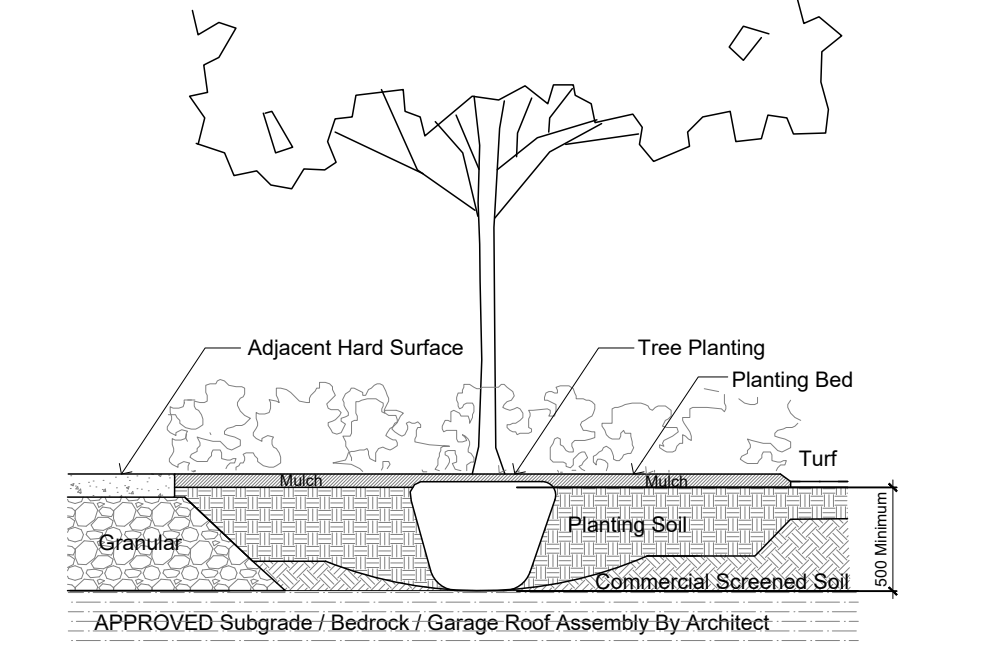 Adjacent Hard Surface
Tree Planting
Planting Bed
Turf
Mulch
Mulch
Planting Soil
Granular
Commercial Screened Soil
500 Minimum
APPROVED Subgrade / Bedrock / Garage Roof Assembly By Architect